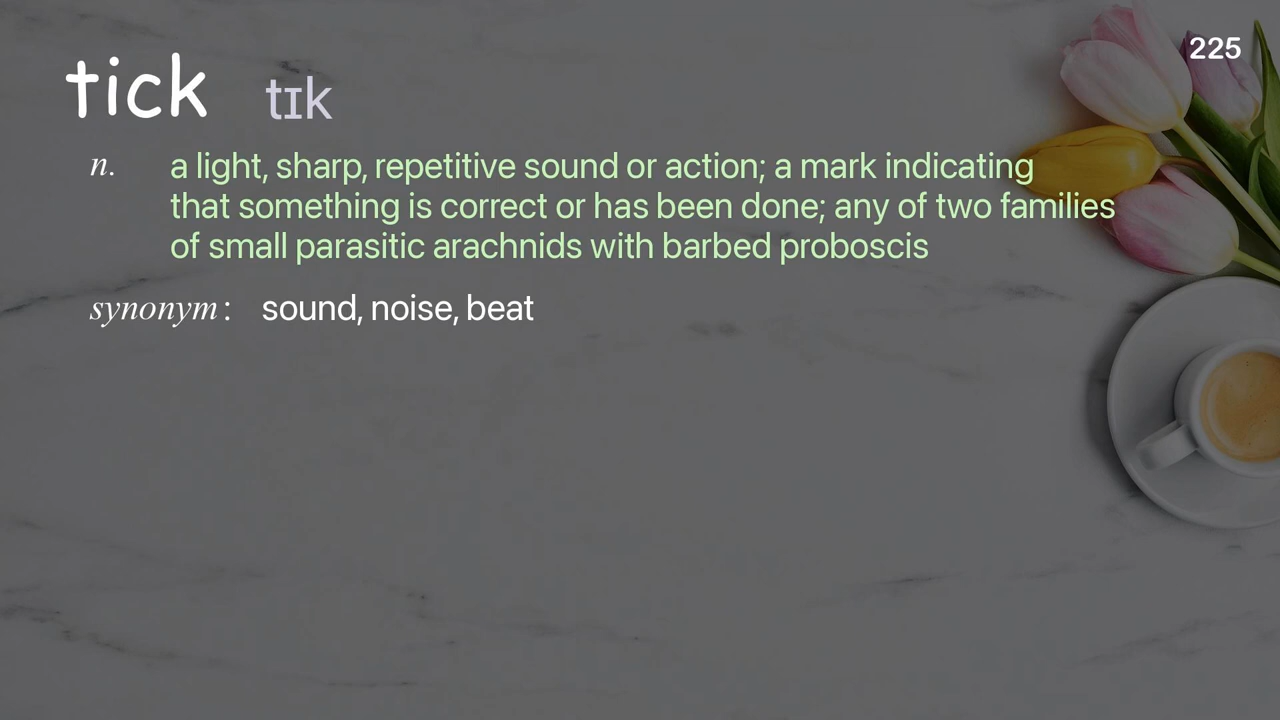 225
tick tɪk
n. a light, sharp, repetitive sound or action; a mark indicating
that something is correct or has been done; any of two families
of small parasitic arachnids with barbed proboscis
synonym: sound, noise, beat